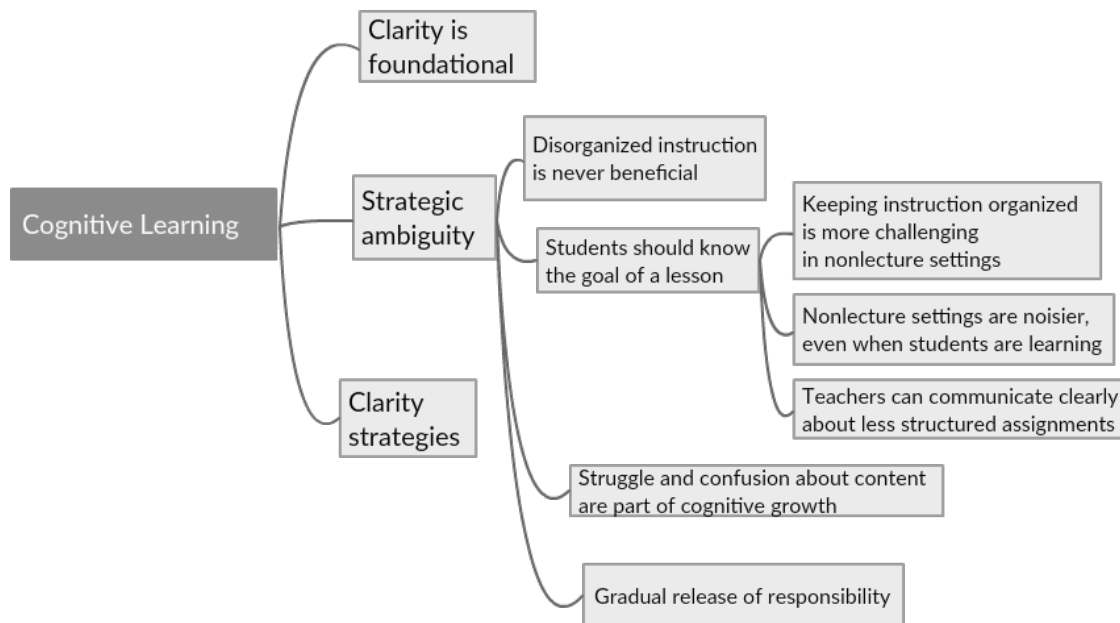 Clarity is
foundational
Cognitive Learning
Strategic
ambiguity
Disorganized instruction
is never beneficial
Students should know
the goal of a lesson
Keeping instruction organized
is more challenging
in nonlecture settings
Nonlecture settings are noisier,
even when students are learning
Teachers can communicate clearly
about less structured assignments
Struggle and confusion about content
are part of cognitive growth
Gradual release of responsibility
Clarity
strategies